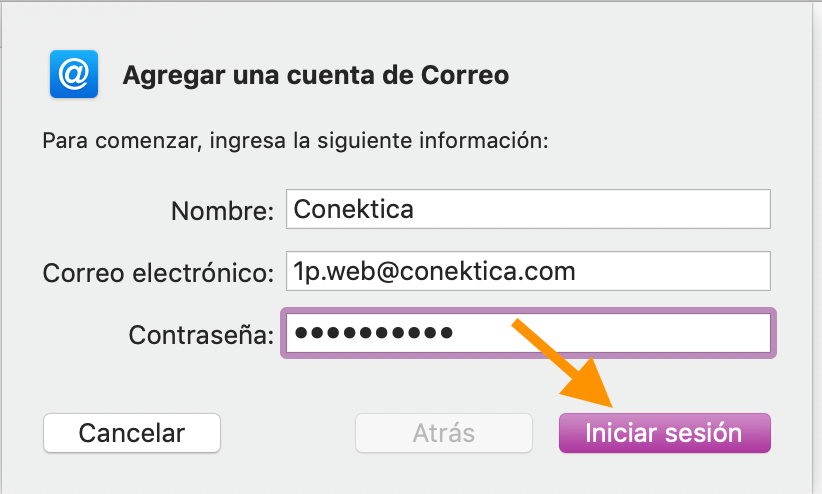 Agregar una cuenta de Correo
Para comenzar, ingresa la siguiente información:
Nombre: Conektica
Correo electrónico: 1p.web@conektica.com
Contraseña: ●●●●●●●●●●
Cancelar Atrás Iniciar sesión